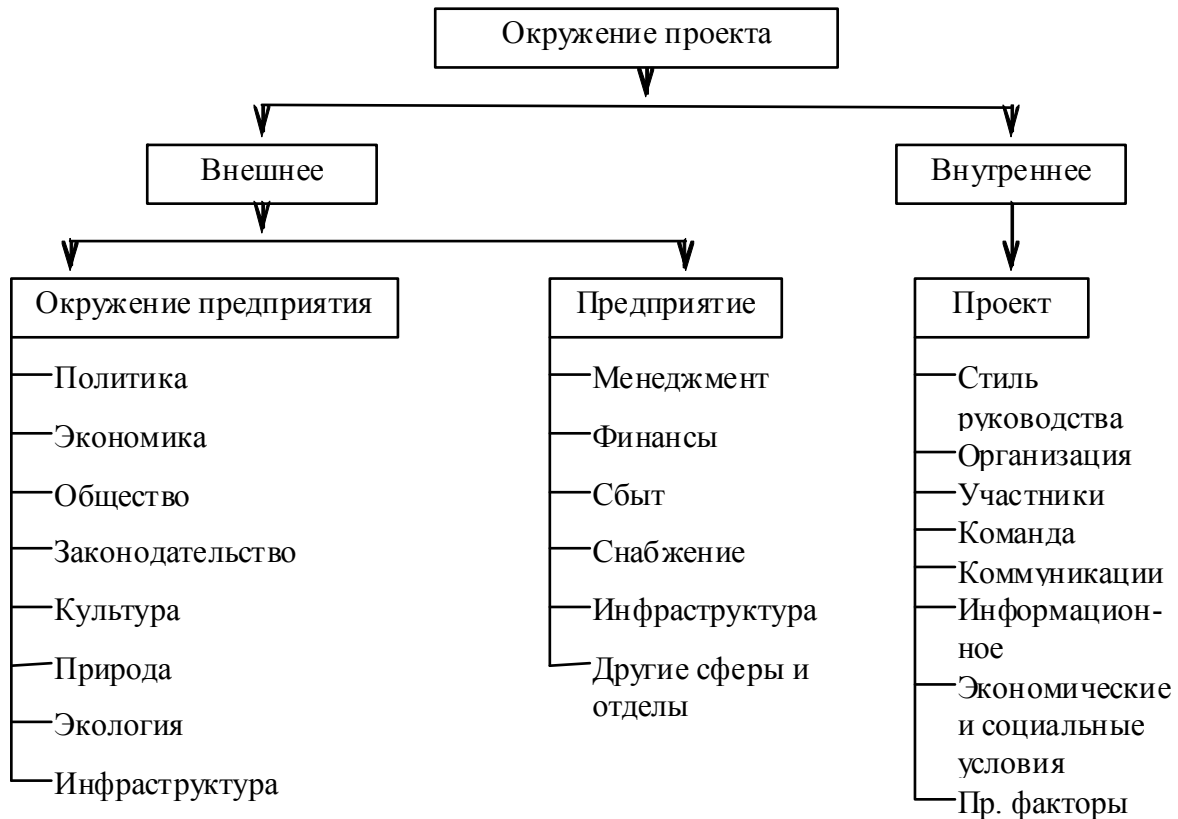 Окружение проекта
Внешнее
Внутреннее
Окружение предприятия
Политика
Экономика
Общество
Законодательство
Культура
Природа
Экология
Инфраструктура
Предприятие
Менеджмент
Финансы
Сбыт
Снабжение
Инфраструктура
Другие сферы и
отделы
Проект
Стиль
руководства
Организация
Участники
Команда
Коммуникации
Информацион-
ное
Экономические
и социальные
условия
Пр. факторы